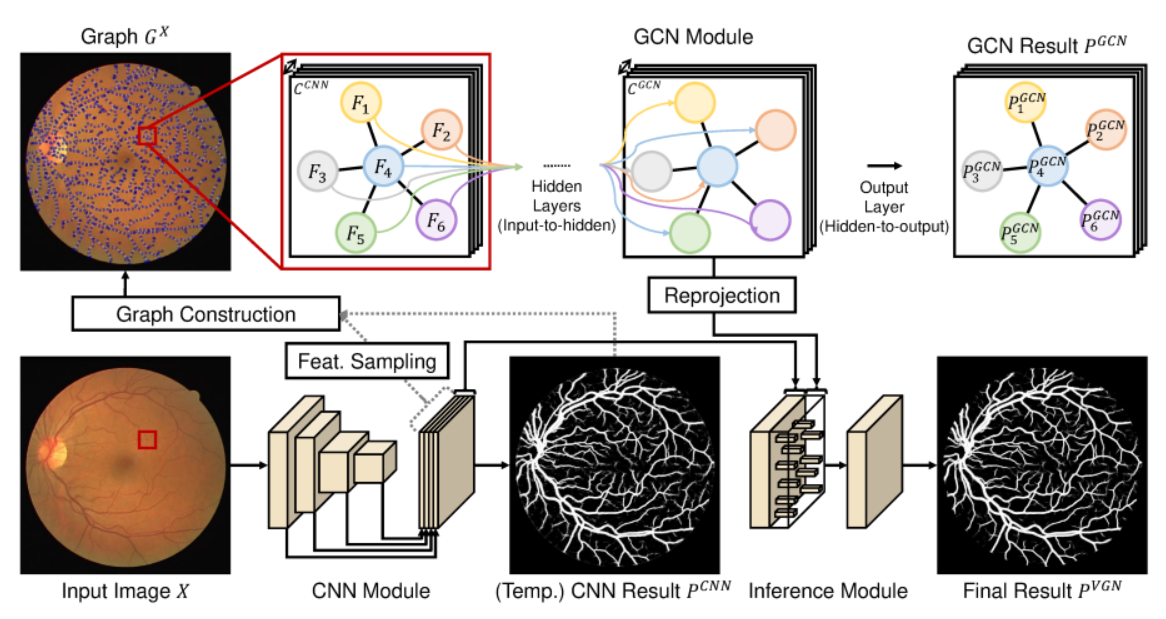 Graph G^X
GCN Module
GCN Result P^GCN
C^CNN
F_1
F_2
F_3
F_4
F_5
F_6
........
Hidden
Layers
(Input-to-hidden)
C^GCN
Output
Layer
(Hidden-to-output)
P_1^GCN
P_2^GCN
P_3^GCN
P_4^GCN
P_5^GCN
P_6^GCN
Graph Construction
Reprojection
Feat. Sampling
Input Image X
CNN Module
(Temp.) CNN Result P^CNN
Inference Module
Final Result P^VGN